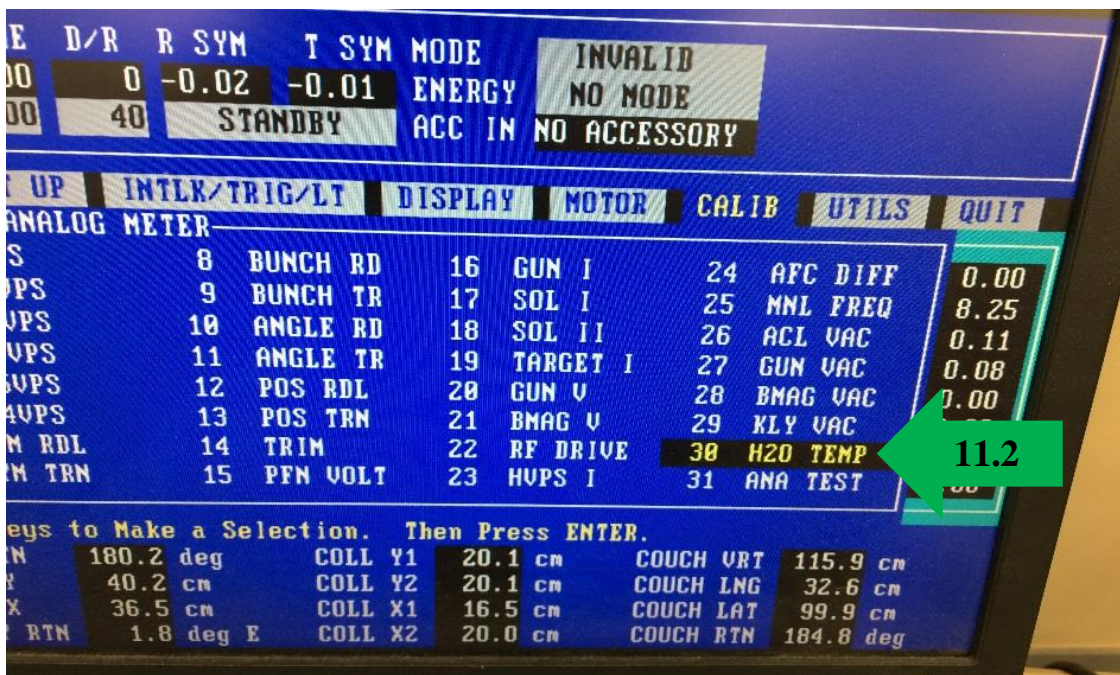 E D/R R SYM T SYM MODE INVALID
00 0 -0.02 -0.01 ENERGY NO MODE
00 40 STANDBY ACC IN NO ACCESSORY
UP INTLK/TRIG/LT DISPLAY MOTOR CALIB UTILS QUIT
ANALOG METER
S 8 BUNCH RD 16 GUN I 24 AFC DIFF 0.00
VPS 9 BUNCH TR 17 SOL I 25 MNL FREQ 8.25
VPS 10 ANGLE RD 18 SOL II 26 ACL VAC 0.11
VPS 11 ANGLE TR 19 TARGET I 27 GUN VAC 0.08
VPS 12 POS RDL 20 GUN V 28 BMAG VAC 0.00
4VPS 13 POS TRN 21 BMAG V 29 KLY VAC
M RDL 14 TRIM 22 RF DRIVE 30 H2O TEMP 11.2
M TRN 15 PFN VOLT 23 HVPS I 31 ANA TEST
eys to Make a Selection. Then Press ENTER.
N 180.2 deg COLL Y1 20.1 cm COUCH VRT 115.9 cm
Y 40.2 cm COLL Y2 20.1 cm COUCH LNG 32.6 cm
X 36.5 cm COLL X1 16.5 cm COUCH LAT 99.9 cm
RTN 1.8 deg E COLL X2 20.0 cm COUCH RTN 184.8 deg